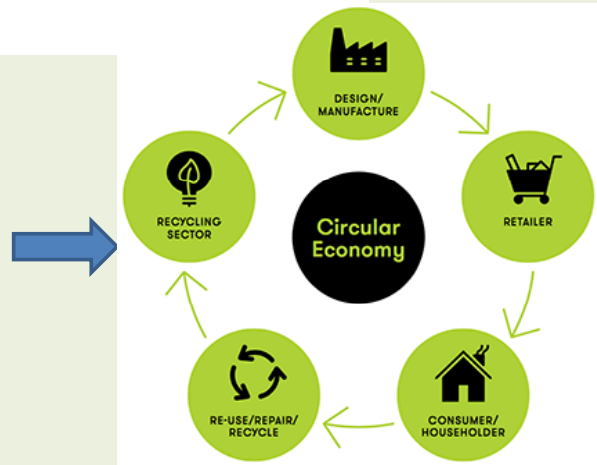 DESIGN/
MANUFACTURE
RETAILER
CONSUMER/
HOUSEHOLDER
RE-USE/REPAIR/
RECYCLE
RECYCLING
SECTOR
Circular
Economy